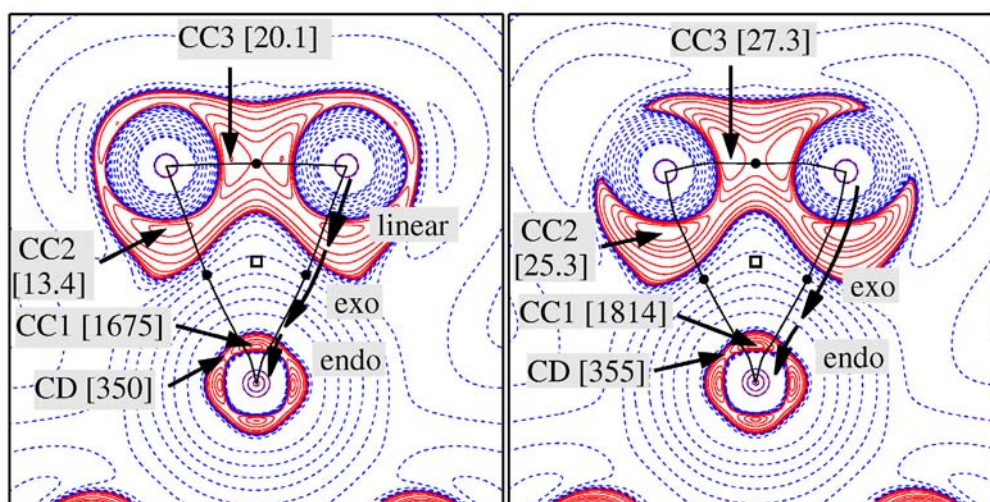 CC3 [20.1]
linear
CC2
[13.4]
exo
CC1 [1675]
endo
CD [350]
CC3 [27.3]
CC2
[25.3]
exo
CC1 [1814]
endo
CD [355]